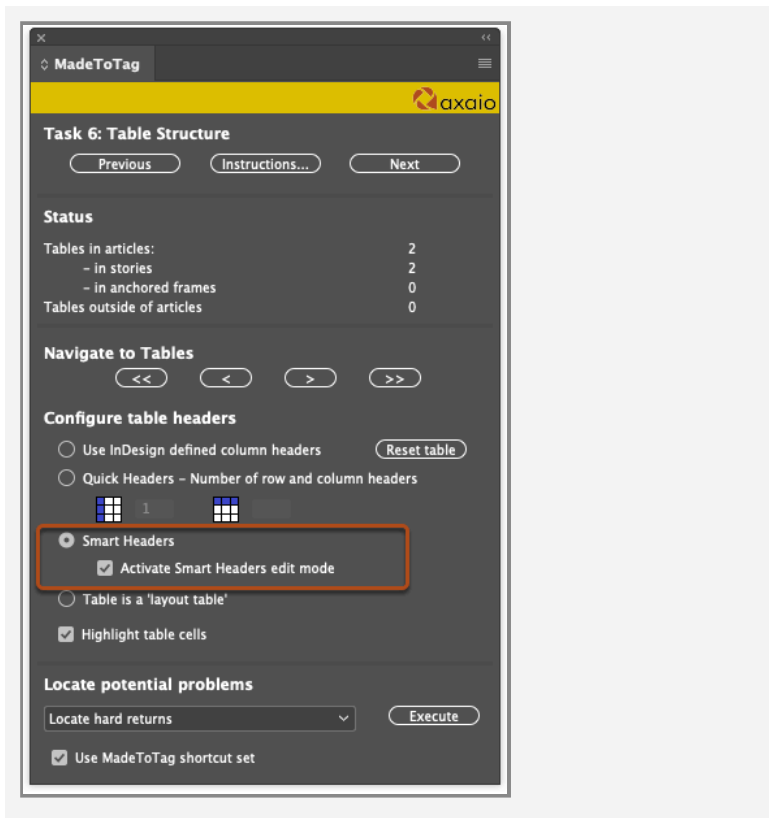 MadeToTag
axaio
Task 6: Table Structure
Previous Instructions... Next
Status
Tables in articles: 2
– in stories 2
– in anchored frames 0
Tables outside of articles 0
Navigate to Tables
<< < > >>
Configure table headers
Use InDesign defined column headers Reset table
Quick Headers – Number of row and column headers
1
Smart Headers
Activate Smart Headers edit mode
Table is a 'layout table'
Highlight table cells
Locate potential problems
Locate hard returns Execute
Use MadeToTag shortcut set